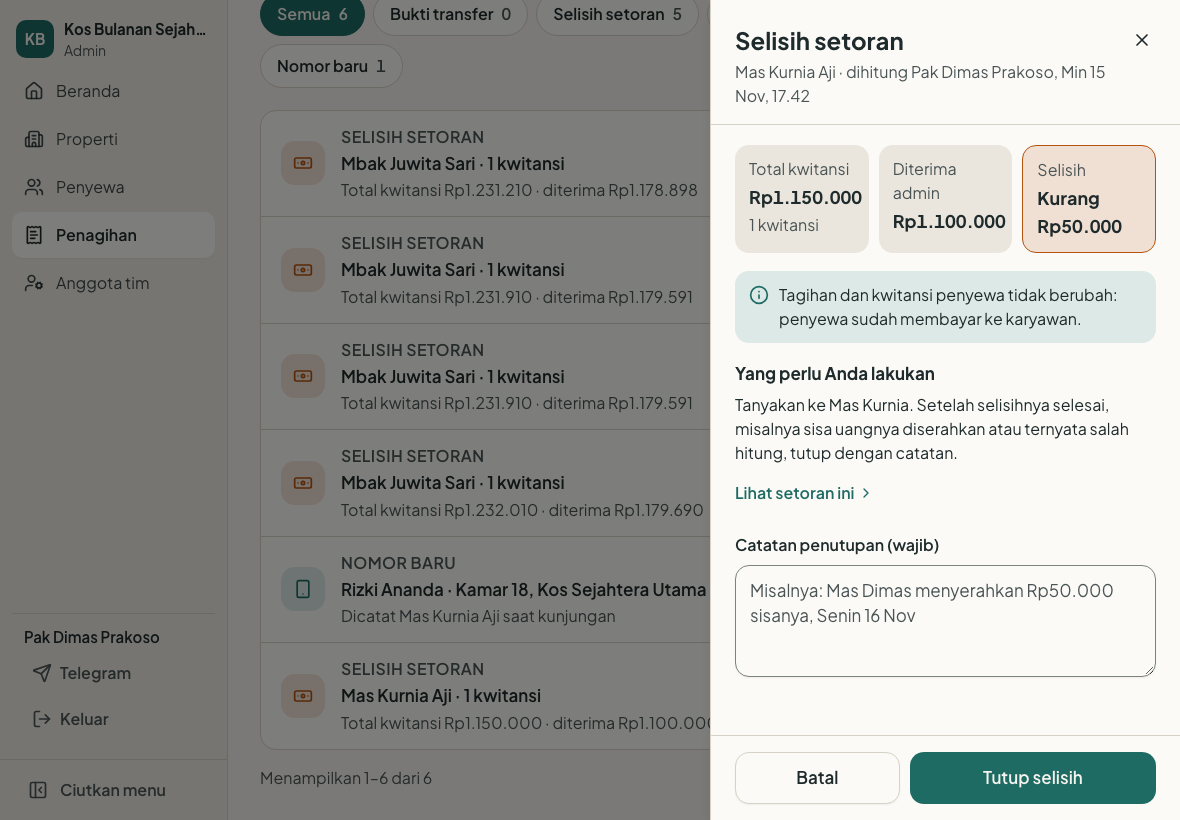 KB
Kos Bulanan Sejah...
Admin
Beranda
Properti
Penyewa
Penagihan
Anggota tim
Pak Dimas Prakoso
Telegram
Keluar
Ciutkan menu
Semua 6
Bukti transfer 0
Selisih setoran 5
Nomor baru 1
SELISIH SETORAN
Mbak Juwita Sari · 1 kwitansi
Total kwitansi Rp1.231.210 · diterima Rp1.178.898
SELISIH SETORAN
Mbak Juwita Sari · 1 kwitansi
Total kwitansi Rp1.231.910 · diterima Rp1.179.591
SELISIH SETORAN
Mbak Juwita Sari · 1 kwitansi
Total kwitansi Rp1.231.910 · diterima Rp1.179.591
SELISIH SETORAN
Mbak Juwita Sari · 1 kwitansi
Total kwitansi Rp1.232.010 · diterima Rp1.179.690
NOMOR BARU
Rizki Ananda · Kamar 18, Kos Sejahtera Utama
Dicatat Mas Kurnia Aji saat kunjungan
SELISIH SETORAN
Mas Kurnia Aji · 1 kwitansi
Total kwitansi Rp1.150.000 · diterima Rp1.100.000
Menampilkan 1–6 dari 6
Selisih setoran
Mas Kurnia Aji · dihitung Pak Dimas Prakoso, Min 15
Nov, 17.42
Total kwitansi
Rp1.150.000
1 kwitansi
Diterima
admin
Rp1.100.000
Selisih
Kurang
Rp50.000
Tagihan dan kwitansi penyewa tidak berubah:
penyewa sudah membayar ke karyawan.
Yang perlu Anda lakukan
Tanyakan ke Mas Kurnia. Setelah selisihnya selesai,
misalnya sisa uangnya diserahkan atau ternyata salah
hitung, tutup dengan catatan.
Lihat setoran ini
Catatan penutupan (wajib)
Misalnya: Mas Dimas menyerahkan Rp50.000
sisanya, Senin 16 Nov
Batal
Tutup selisih